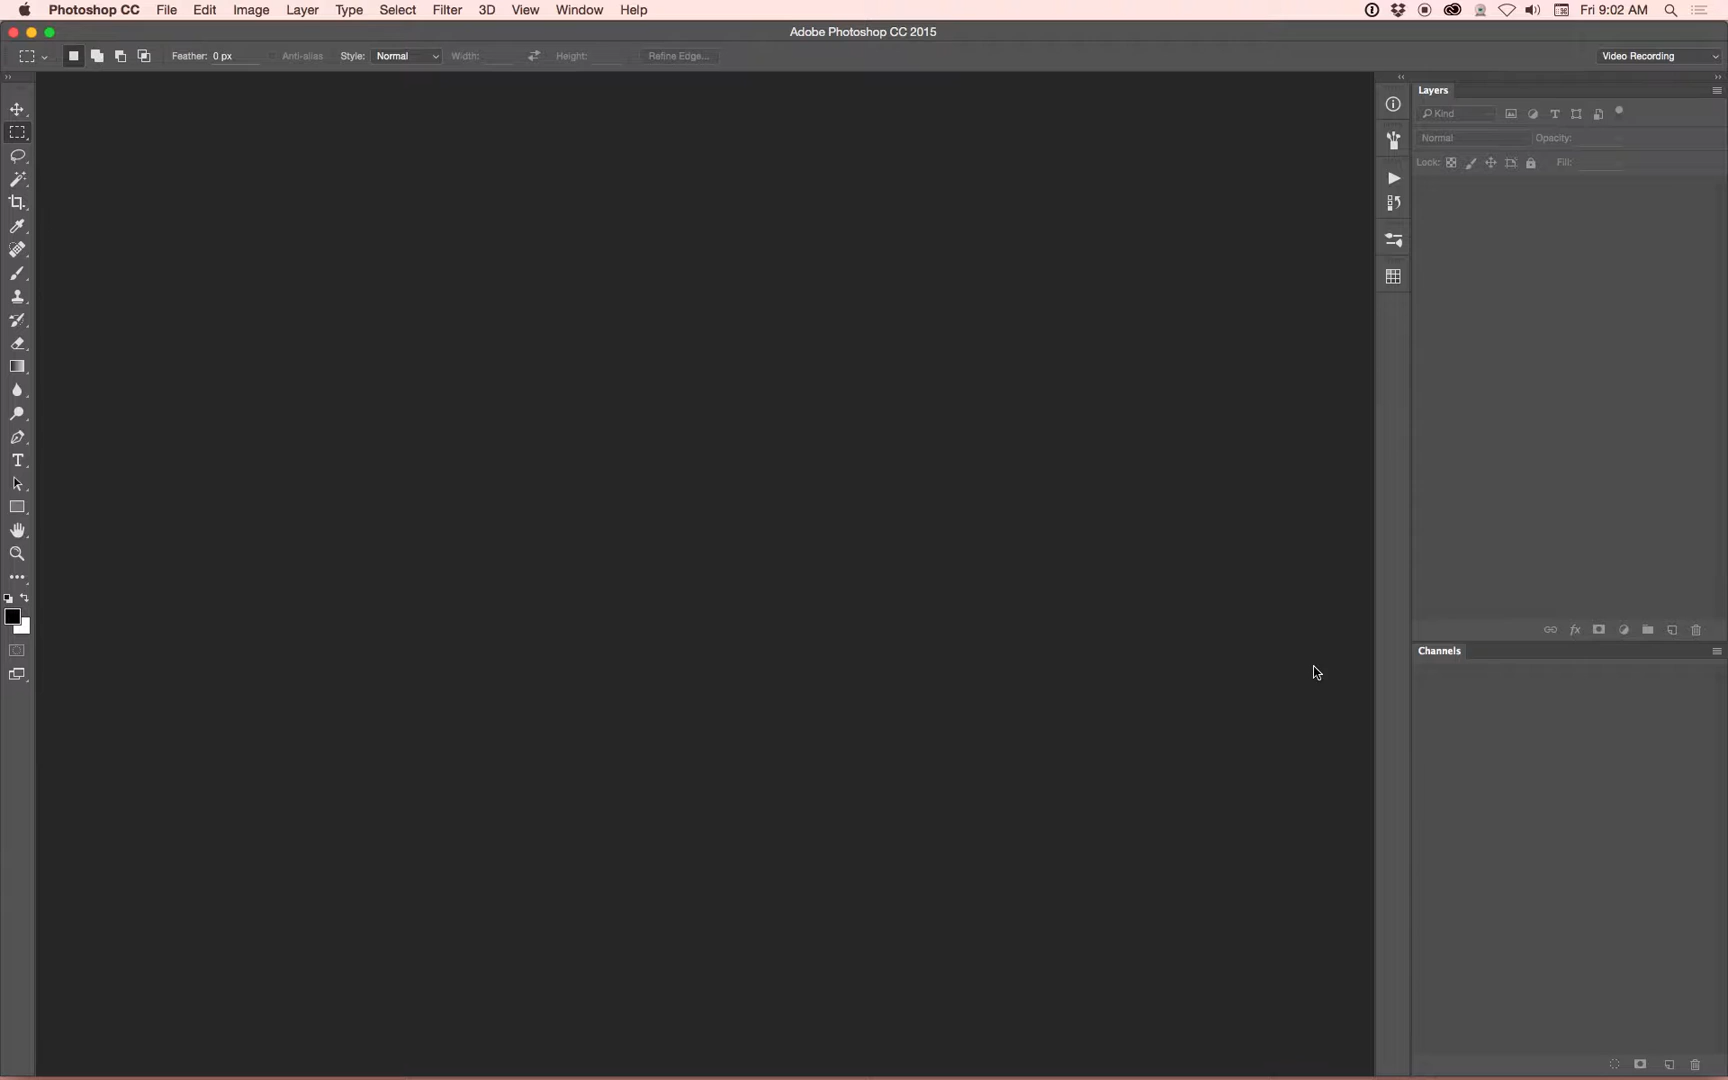 Photoshop CC File Edit Image Layer Type Select Filter 3D View Window Help Fri 9:02 AM
Adobe Photoshop CC 2015
Feather: 0 px Anti-alias Style: Normal Width: Height: Refine Edge... Video Recording
Layers
Kind
Normal Opacity:
Lock: Fill:
Channels